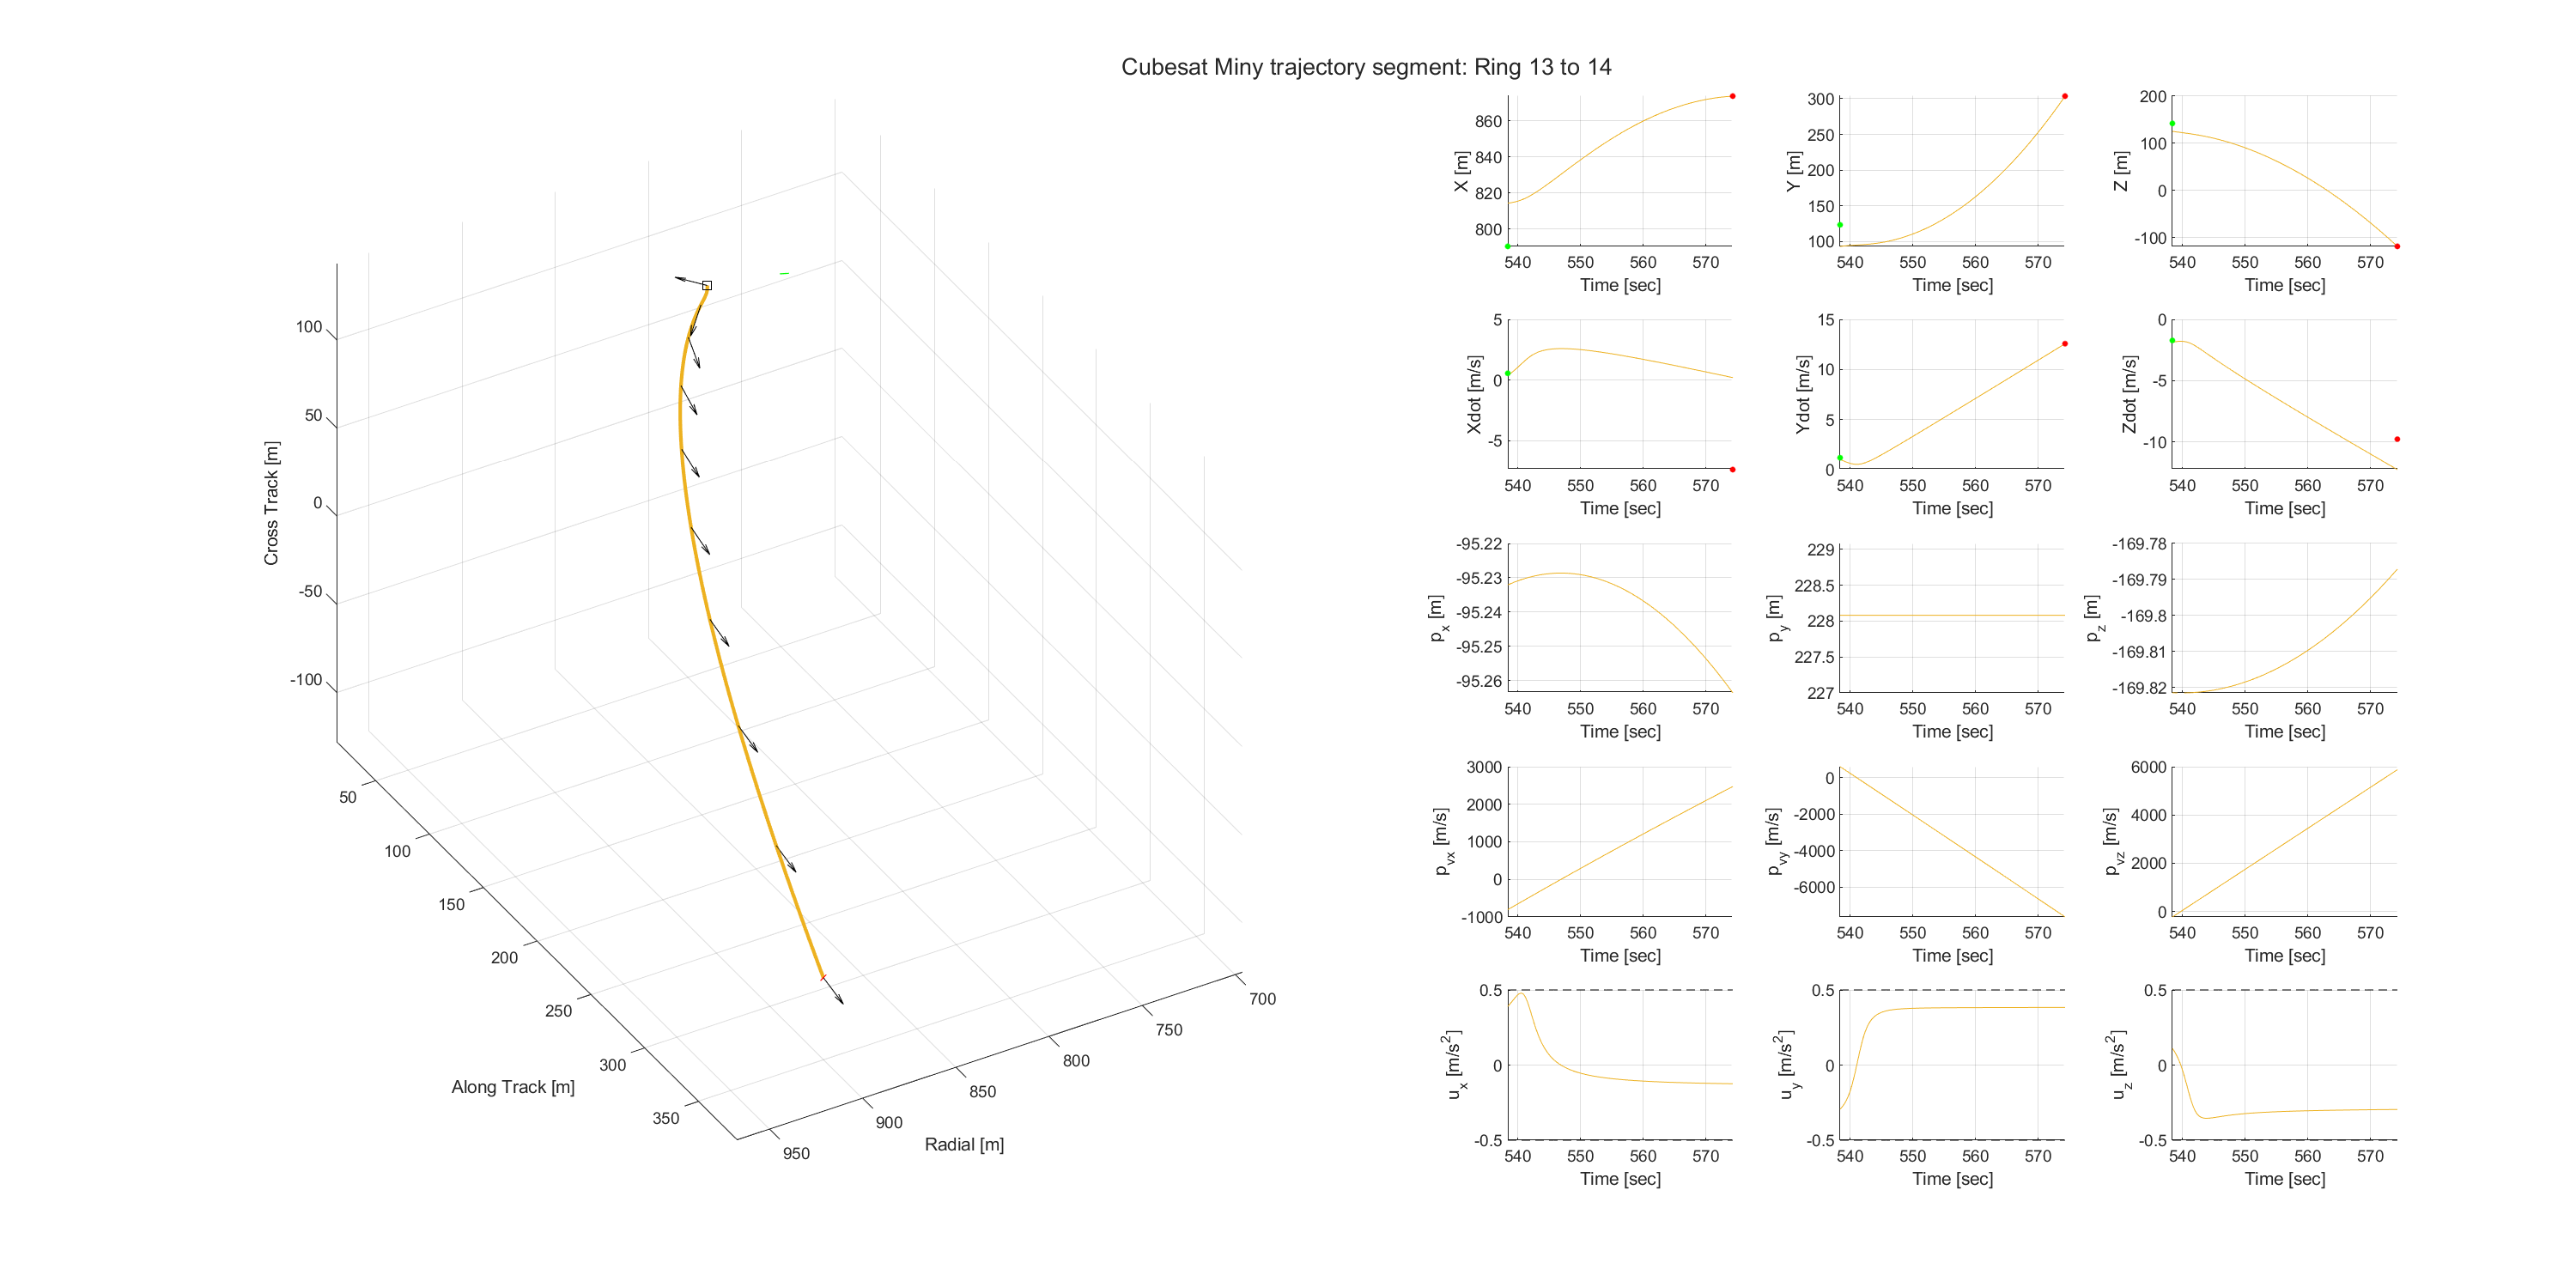 Cubesat Miny trajectory segment: Ring 13 to 14
100
50
0
-50
-100
Cross Track [m]
50
100
150
200
250
300
350
Along Track [m]
950
900
850
800
750
700
Radial [m]
860
840
820
800
X [m]
540 550 560 570
Time [sec]
300
250
200
150
100
Y [m]
540 550 560 570
Time [sec]
200
100
0
-100
Z [m]
540 550 560 570
Time [sec]
5
0
-5
Xdot [m/s]
540 550 560 570
Time [sec]
15
10
5
0
Ydot [m/s]
540 550 560 570
Time [sec]
0
-5
-10
Zdot [m/s]
540 550 560 570
Time [sec]
-95.22
-95.23
-95.24
-95.25
-95.26
p_x [m]
540 550 560 570
Time [sec]
229
228.5
228
227.5
227
p_y [m]
540 550 560 570
Time [sec]
-169.78
-169.79
-169.8
-169.81
-169.82
p_z [m]
540 550 560 570
Time [sec]
3000
2000
1000
0
-1000
p_vx [m/s]
540 550 560 570
Time [sec]
0
-2000
-4000
-6000
p_vy [m/s]
540 550 560 570
Time [sec]
6000
4000
2000
0
p_vz [m/s]
540 550 560 570
Time [sec]
0.5
0
-0.5
u_x [m/s²]
540 550 560 570
Time [sec]
0.5
0
-0.5
u_y [m/s²]
540 550 560 570
Time [sec]
0.5
0
-0.5
u_z [m/s²]
540 550 560 570
Time [sec]